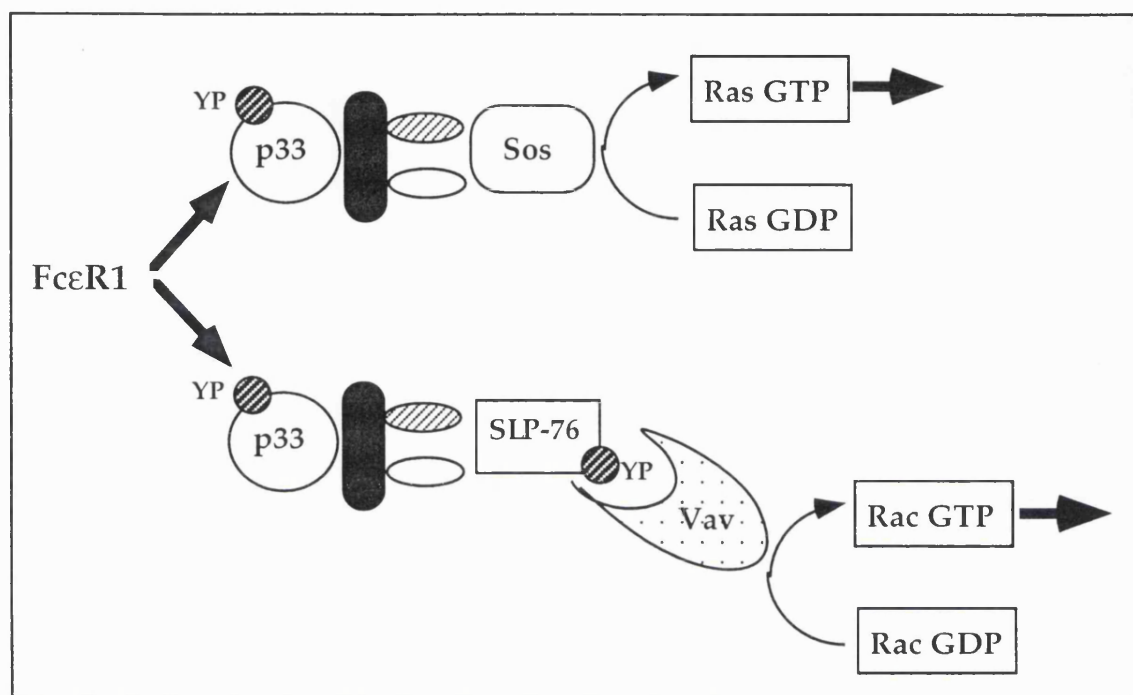 YP
p33
Sos
Ras GTP
Ras GDP
FcεR1
YP
p33
SLP-76
YP
Vav
Rac GTP
Rac GDP